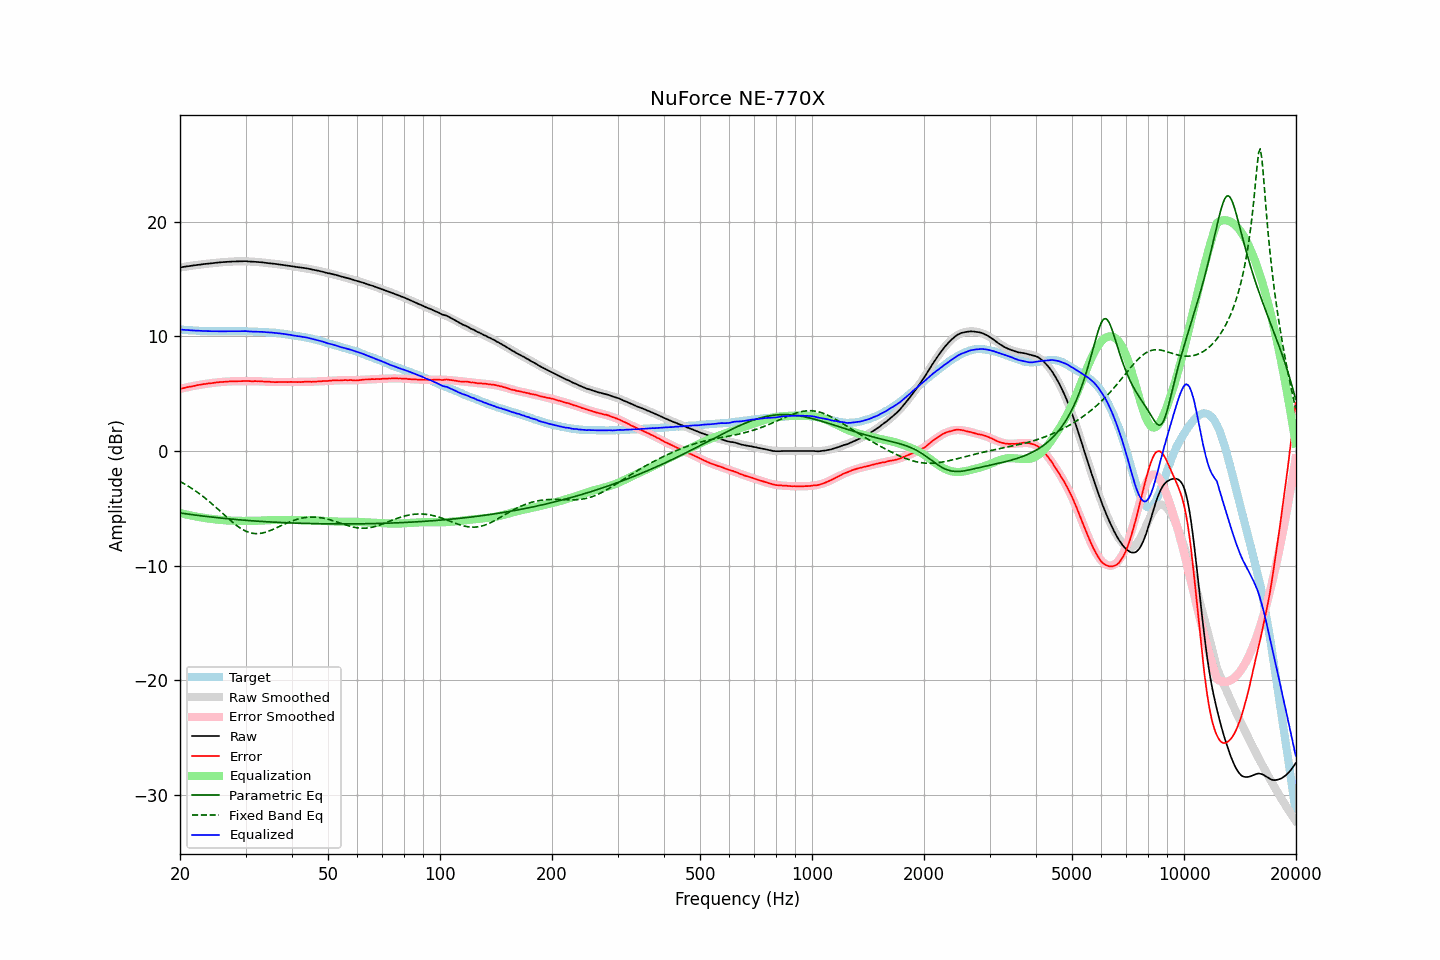 NuForce NE-770X
Amplitude (dBr)
20
10
0
−10
−20
−30
Target
Raw Smoothed
Error Smoothed
Raw
Error
Equalization
Parametric Eq
Fixed Band Eq
Equalized
20 50 100 200 500 1000 2000 5000 10000 20000
Frequency (Hz)